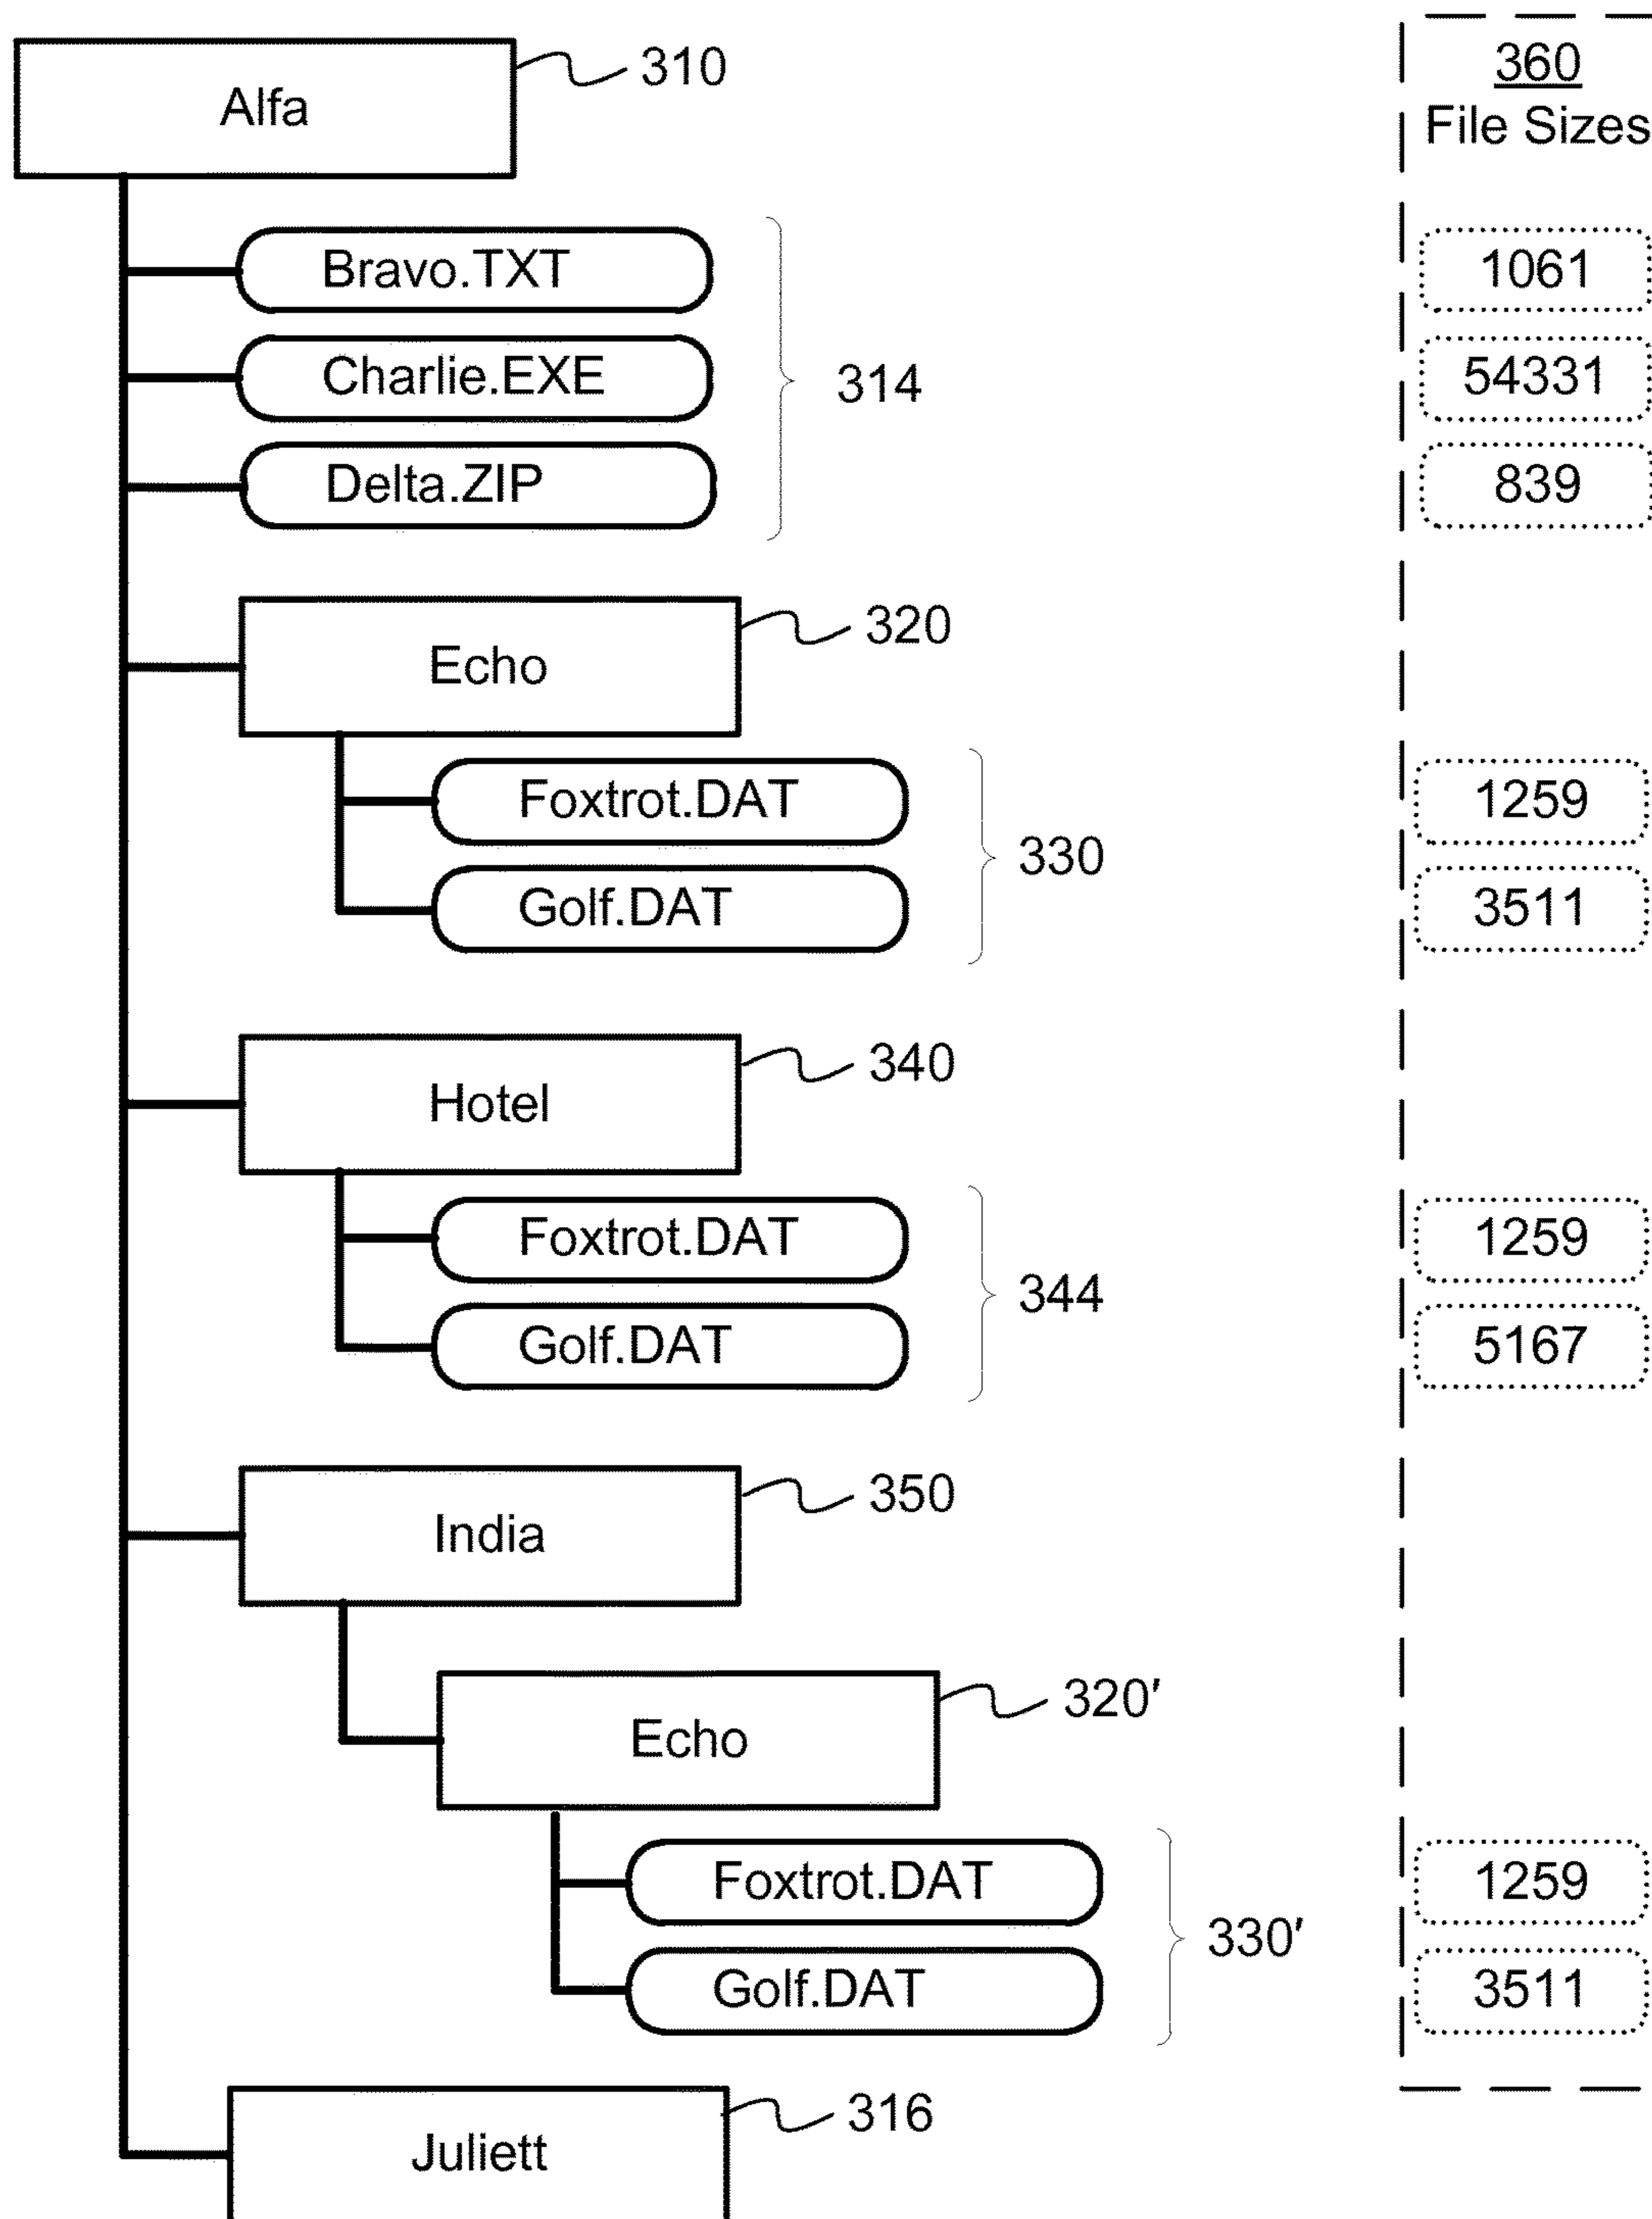 310
360
Alfa
File Sizes
Bravo.TXT
1061
Charlie.EXE
314
54331
Delta.ZIP
839
320
Echo
Foxtrot.DAT
1259
330
Golf.DAT
3511
340
Hotel
Foxtrot.DAT
1259
344
Golf.DAT
5167
350
India
320′
Echo
Foxtrot.DAT
1259
330′
Golf.DAT
3511
316
Juliett